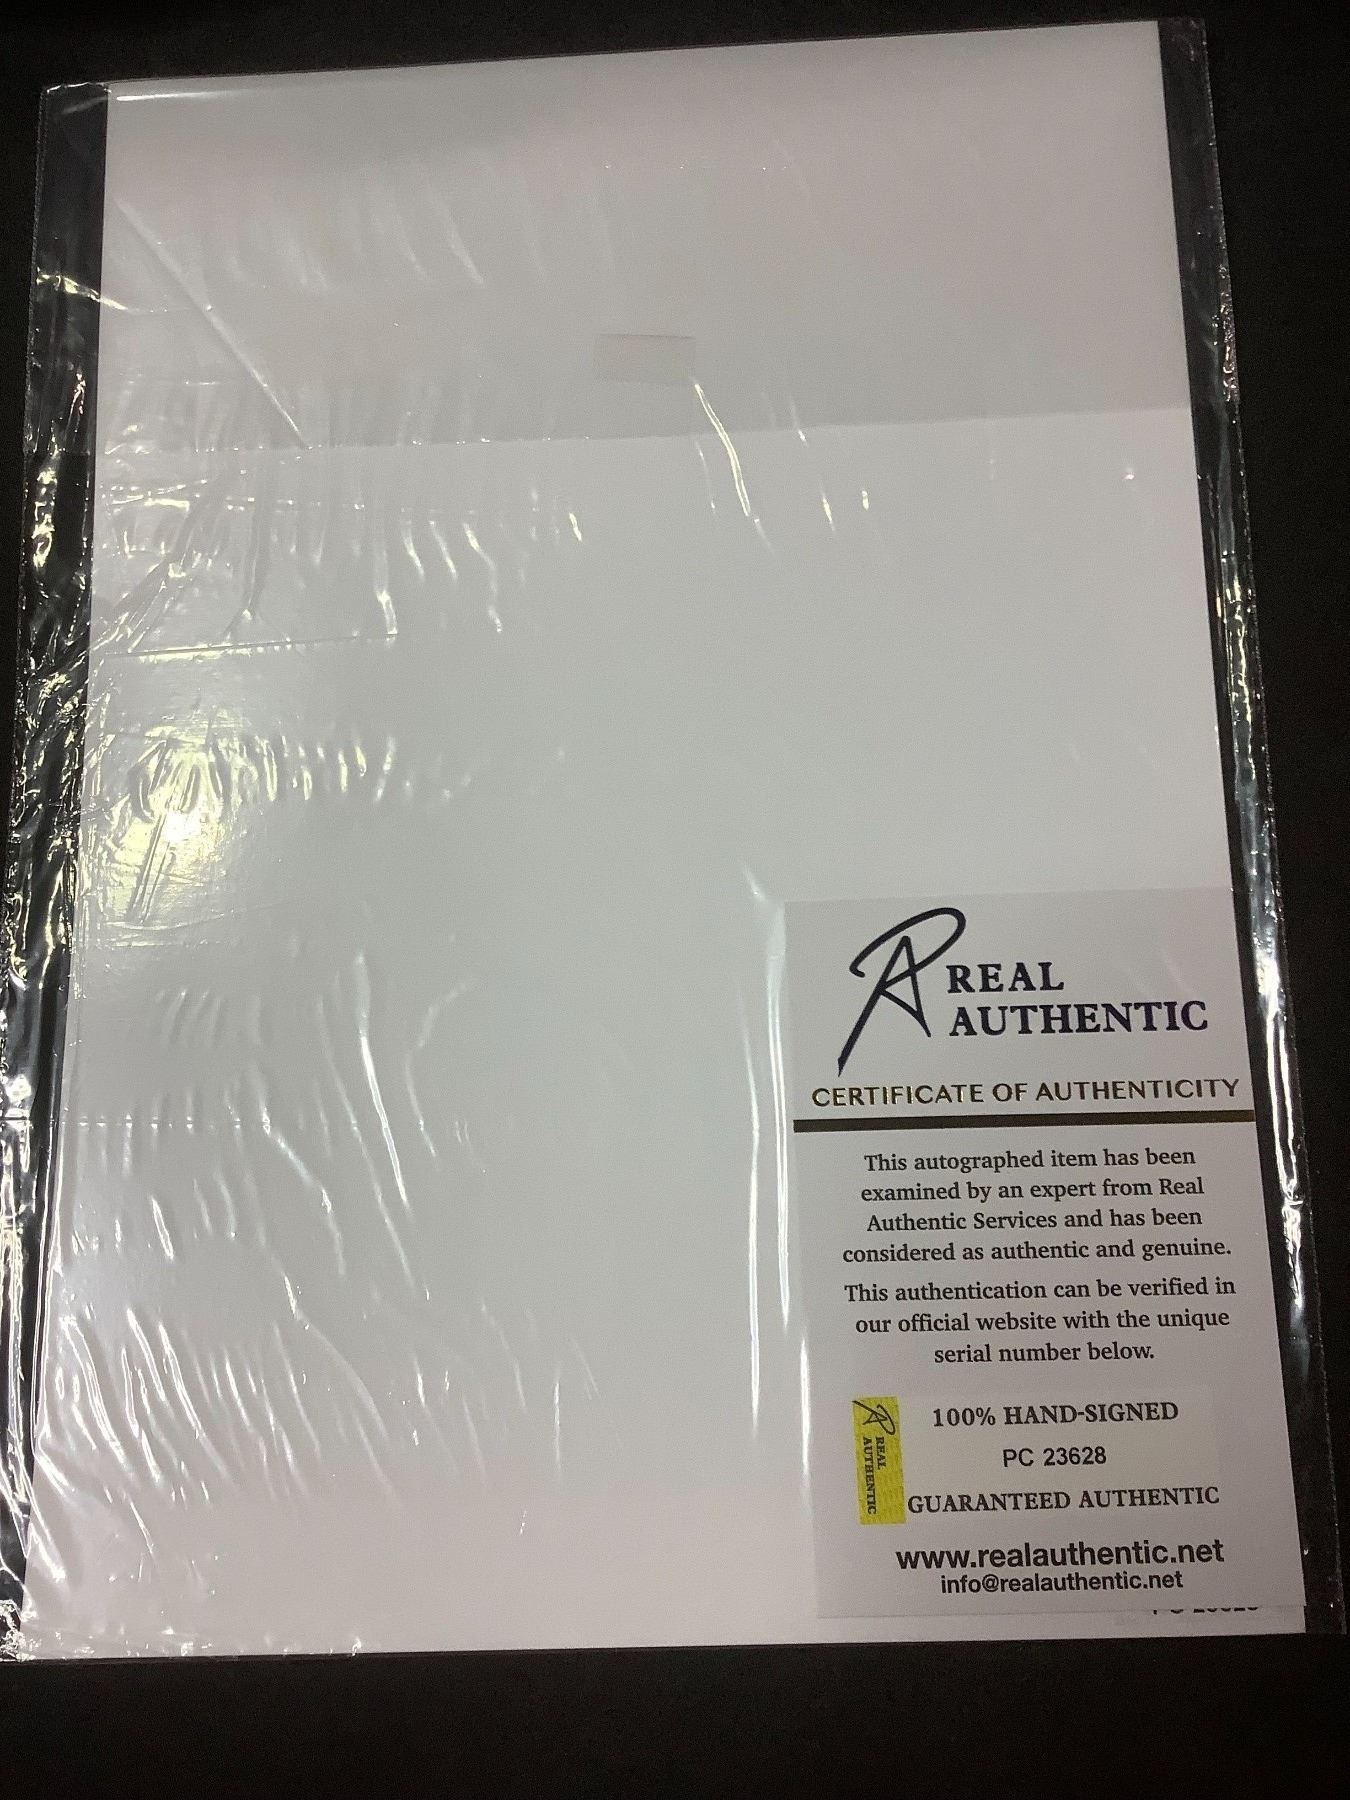 REAL
AUTHENTIC
CERTIFICATE OF AUTHENTICITY
This autographed item has been
examined by an expert from Real
Authentic Services and has been
considered as authentic and genuine.
This authentication can be verified in
our official website with the unique
serial number below.
REAL
AUTHENTIC
100% HAND-SIGNED
PC 23628
GUARANTEED AUTHENTIC
www.realauthentic.net
info@realauthentic.net